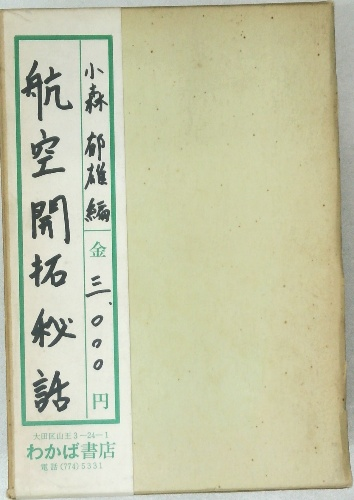 小森郁雄編
金三、〇〇〇円
航空開拓秘話
大田区山王3-24-1
わかば書店
電話(774)5331